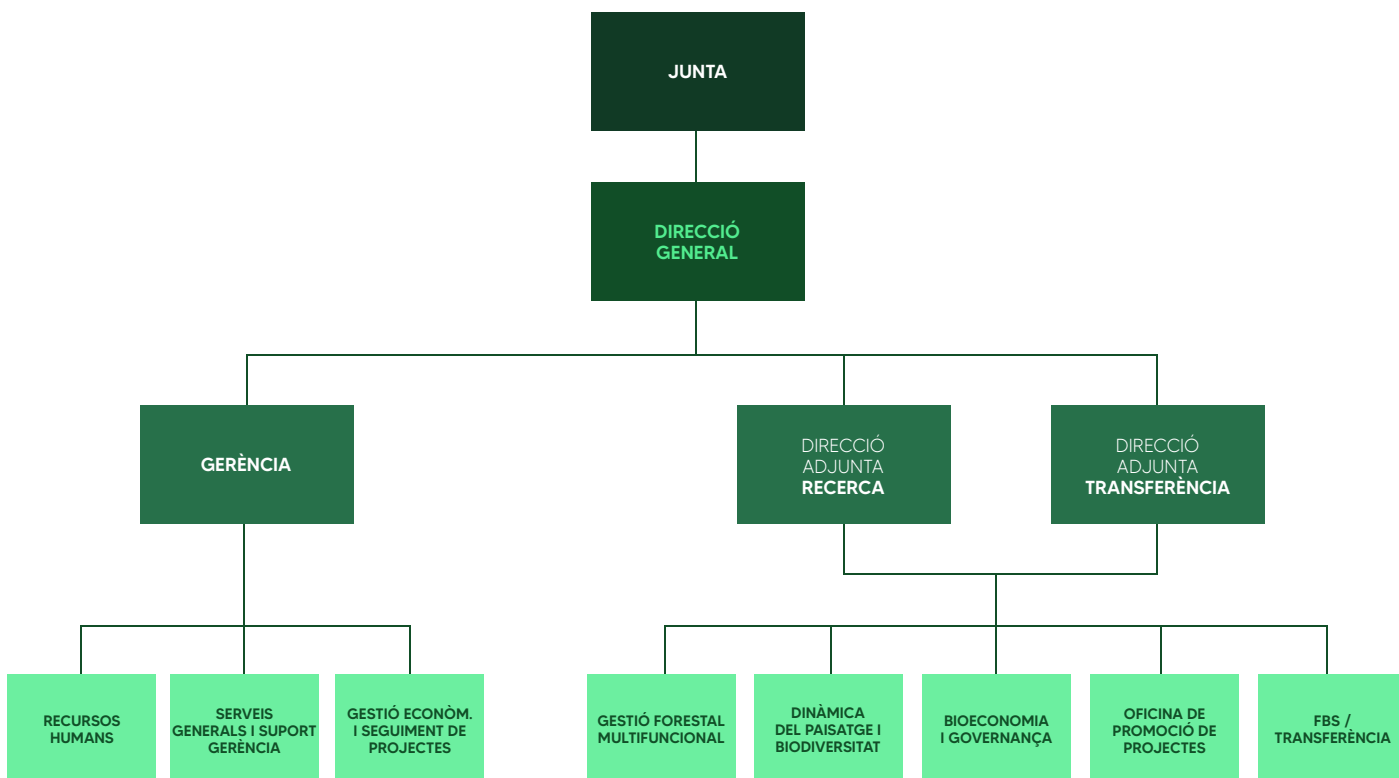 JUNTA
DIRECCIÓ
GENERAL
GERÈNCIA
DIRECCIÓ
ADJUNTA
RECERCA
DIRECCIÓ
ADJUNTA
TRANSFERÈNCIA
RECURSOS
HUMANS
SERVEIS
GENERALS I SUPORT
GERÈNCIA
GESTIÓ ECONÒM.
I SEGUIMENT DE
PROJECTES
GESTIÓ FORESTAL
MULTIFUNCIONAL
DINÀMICA
DEL PAISATGE I
BIODIVERSITAT
BIOECONOMIA
I GOVERNANÇA
OFICINA DE
PROMOCIÓ DE
PROJECTES
FBS /
TRANSFERÈNCIA